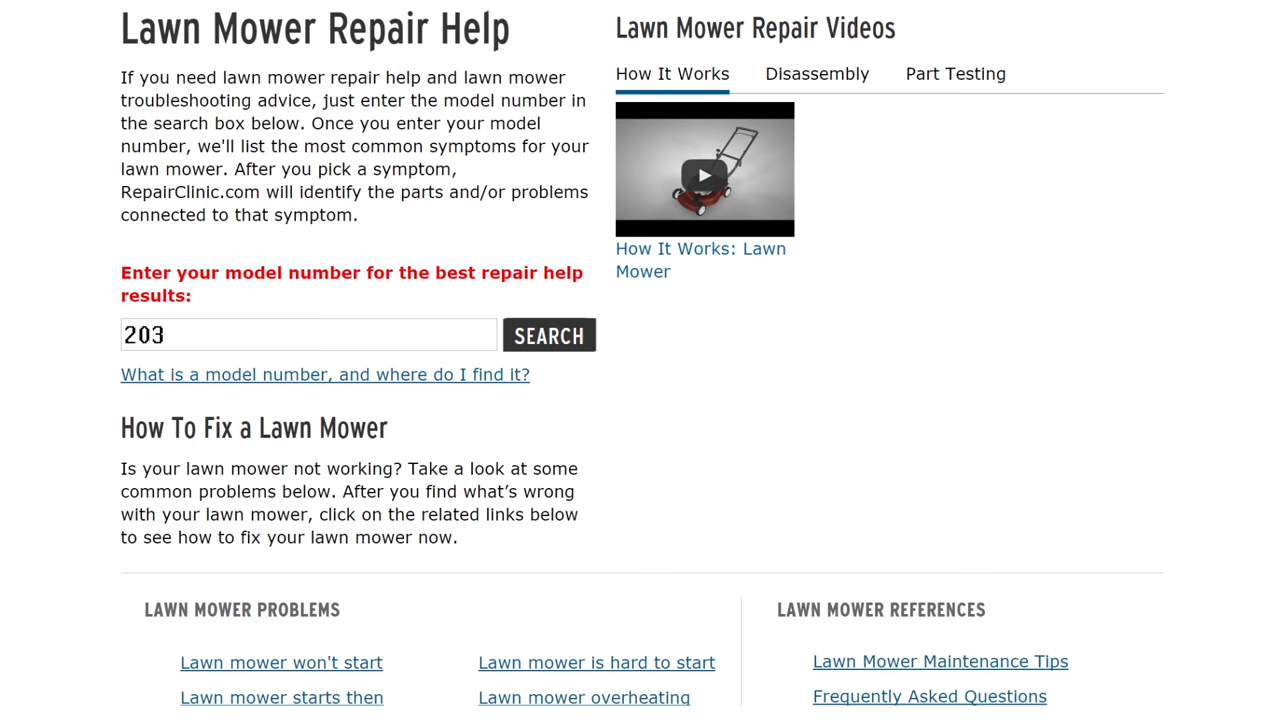 Lawn Mower Repair Help
If you need lawn mower repair help and lawn mower
troubleshooting advice, just enter the model number in
the search box below. Once you enter your model
number, we'll list the most common symptoms for your
lawn mower. After you pick a symptom,
RepairClinic.com will identify the parts and/or problems
connected to that symptom.
Enter your model number for the best repair help
results:
203
SEARCH
What is a model number, and where do I find it?
How To Fix a Lawn Mower
Is your lawn mower not working? Take a look at some
common problems below. After you find what’s wrong
with your lawn mower, click on the related links below
to see how to fix your lawn mower now.
Lawn Mower Repair Videos
How It Works
Disassembly
Part Testing
How It Works: Lawn
Mower
LAWN MOWER PROBLEMS
Lawn mower won't start
Lawn mower starts then
Lawn mower is hard to start
Lawn mower overheating
LAWN MOWER REFERENCES
Lawn Mower Maintenance Tips
Frequently Asked Questions